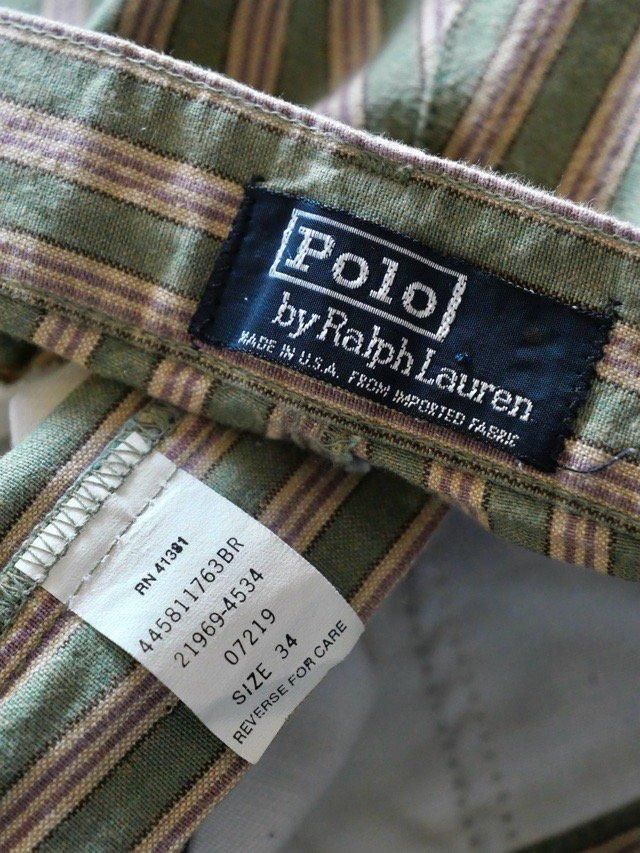 Polo
by Ralph Lauren
MADE IN U.S.A. FROM IMPORTED FABRIC
RN 41381
445811763BR
21969-4534
07219
SIZE 34
REVERSE FOR CARE